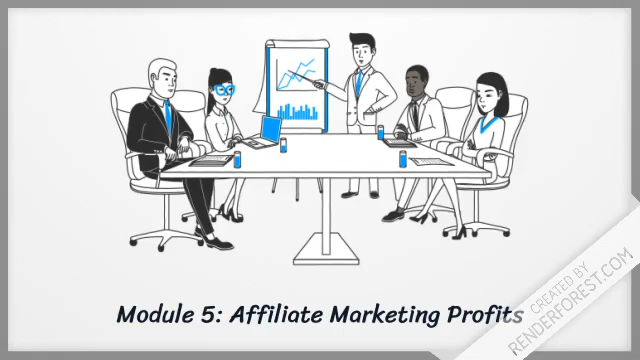 Module 5: Affiliate Marketing Profits
CREATED BY
RENDERFOREST.COM